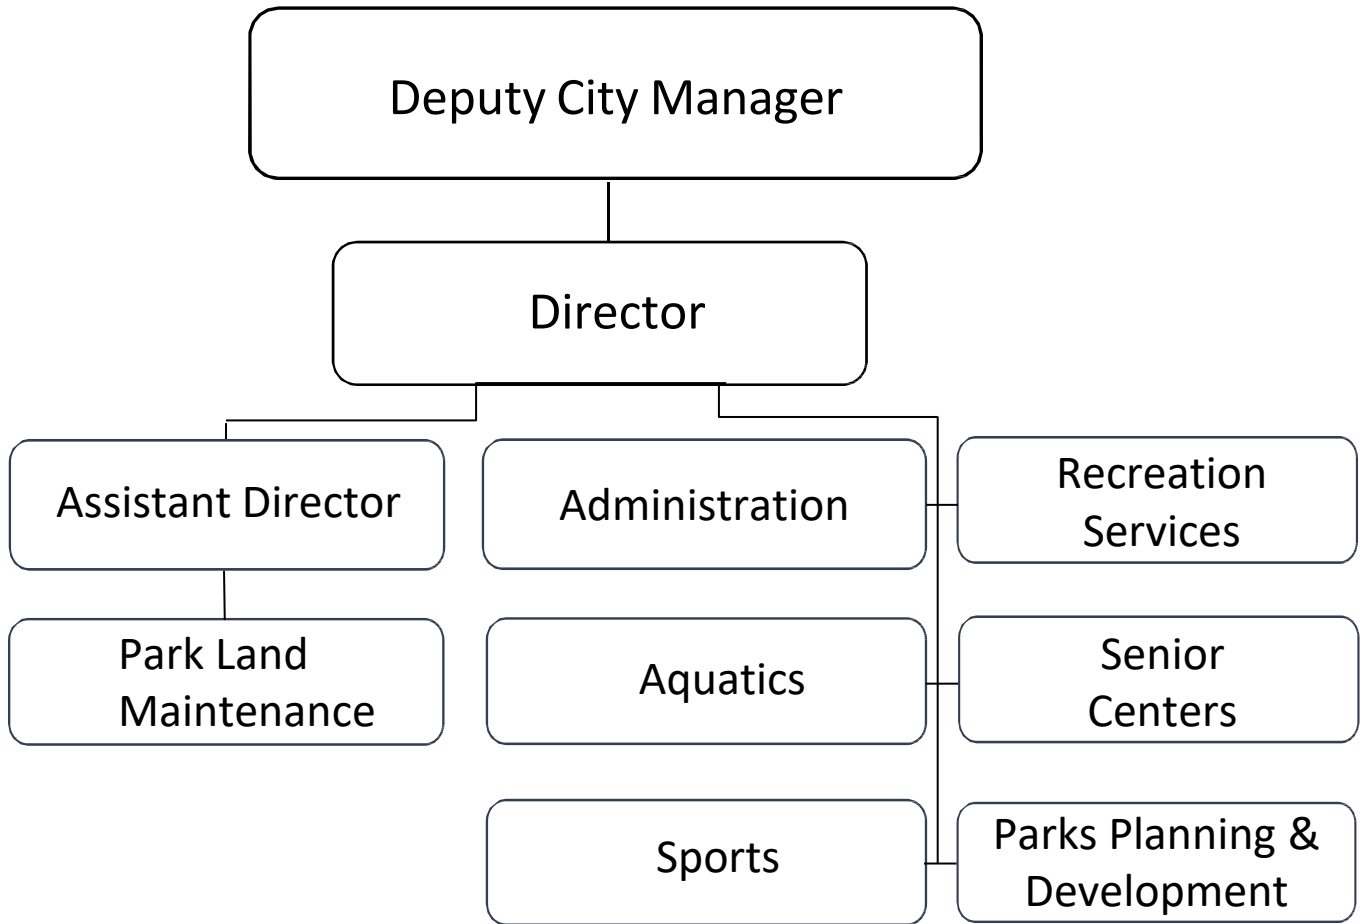 Deputy City Manager
Director
Assistant Director
Administration
Recreation
Services
Park Land
Maintenance
Aquatics
Senior
Centers
Sports
Parks Planning &
Development